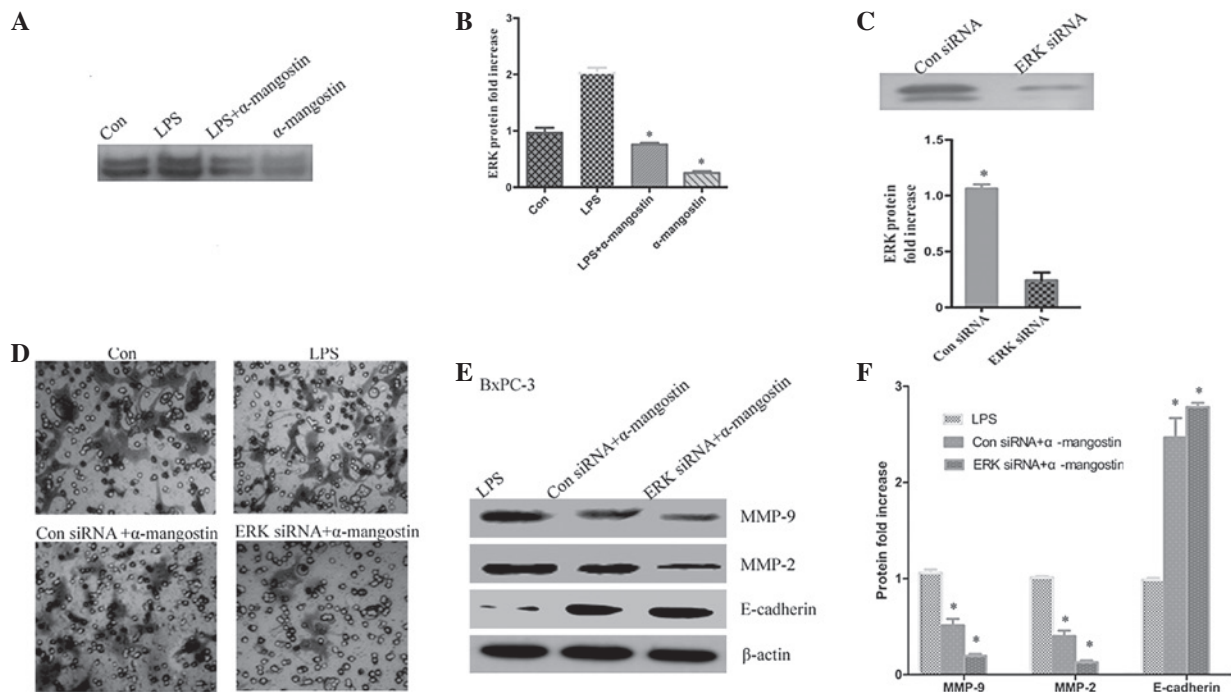 A
Con
LPS
LPS+α-mangostin
α-mangostin
B
ERK protein fold increase
3
2
1
0
*
*
Con
LPS
LPS+α-mangostin
α-mangostin
C
Con siRNA
ERK siRNA
ERK protein
fold increase
1.5
1.0
0.5
0
*
Con siRNA
ERK siRNA
D
Con
LPS
Con siRNA +α-mangostin
ERK siRNA+α-mangostin
E
BxPC-3
LPS
Con siRNA+α-mangostin
ERK siRNA+α-mangostin
MMP-9
MMP-2
E-cadherin
β-actin
F
Protein fold increase
3
2
1
0
LPS
Con siRNA+α -mangostin
ERK siRNA+α -mangostin
*
*
*
*
*
*
MMP-9
MMP-2
E-cadherin